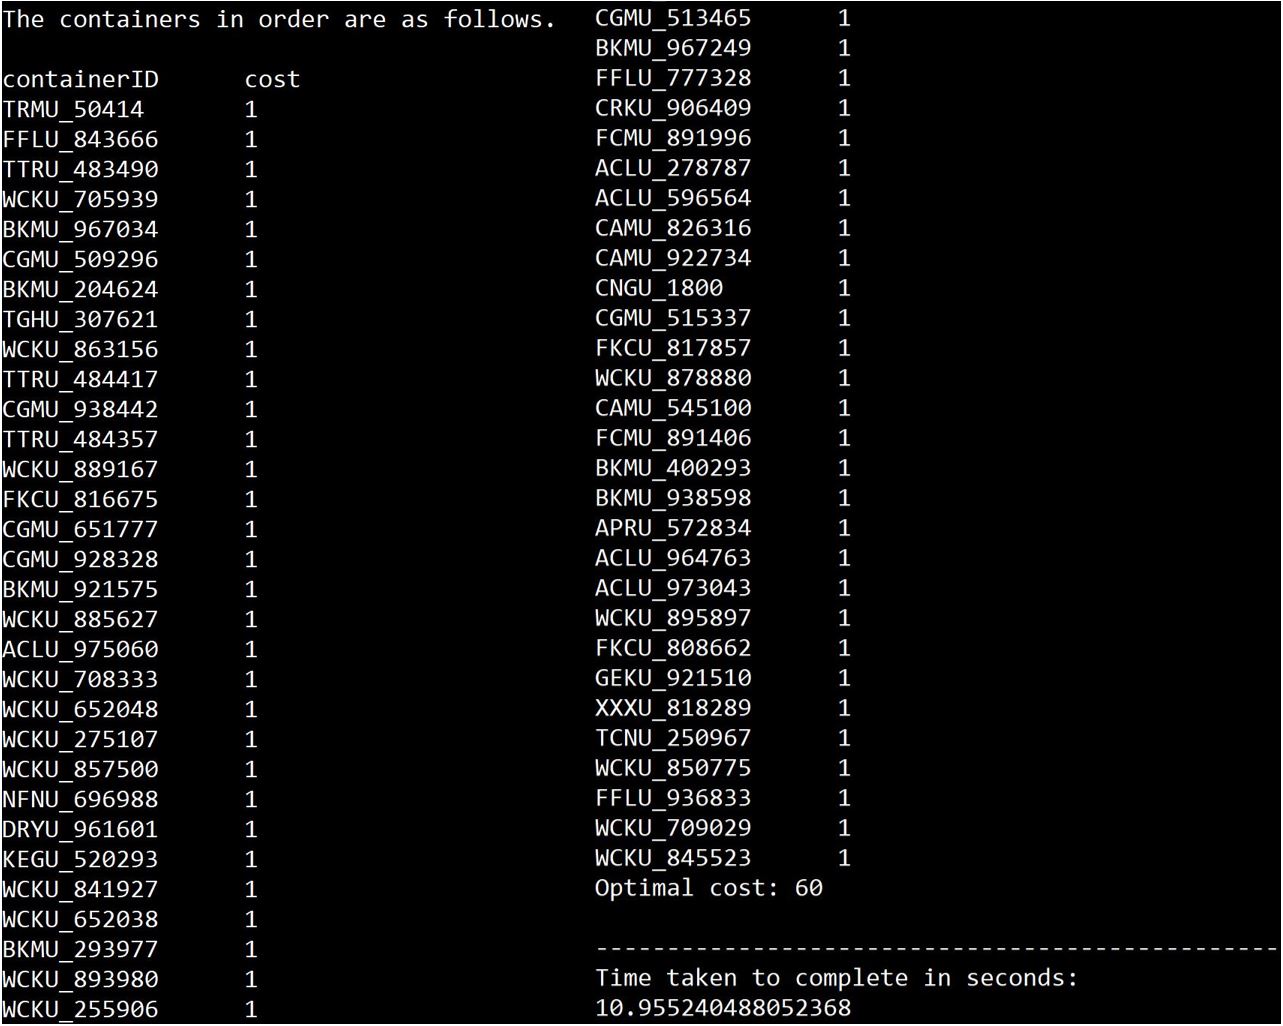 The containers in order are as follows.
containerID cost
TRMU_50414 1
FFLU_843666 1
TTRU_483490 1
WCKU_705939 1
BKMU_967034 1
CGMU_509296 1
BKMU_204624 1
TGHU_307621 1
WCKU_863156 1
TTRU_484417 1
CGMU_938442 1
TTRU_484357 1
WCKU_889167 1
FKCU_816675 1
CGMU_651777 1
CGMU_928328 1
BKMU_921575 1
WCKU_885627 1
ACLU_975060 1
WCKU_708333 1
WCKU_652048 1
WCKU_275107 1
WCKU_857500 1
NFNU_696988 1
DRYU_961601 1
KEGU_520293 1
WCKU_841927 1
WCKU_652038 1
BKMU_293977 1
WCKU_893980 1
WCKU_255906 1
CGMU_513465 1
BKMU_967249 1
FFLU_777328 1
CRKU_906409 1
FCMU_891996 1
ACLU_278787 1
ACLU_596564 1
CAMU_826316 1
CAMU_922734 1
CNGU_1800 1
CGMU_515337 1
FKCU_817857 1
WCKU_878880 1
CAMU_545100 1
FCMU_891406 1
BKMU_400293 1
BKMU_938598 1
APRU_572834 1
ACLU_964763 1
ACLU_973043 1
WCKU_895897 1
FKCU_808662 1
GEKU_921510 1
XXXU_818289 1
TCNU_250967 1
WCKU_850775 1
FFLU_936833 1
WCKU_709029 1
WCKU_845523 1
Optimal cost: 60
------------------------------------------------
Time taken to complete in seconds:
10.955240488052368